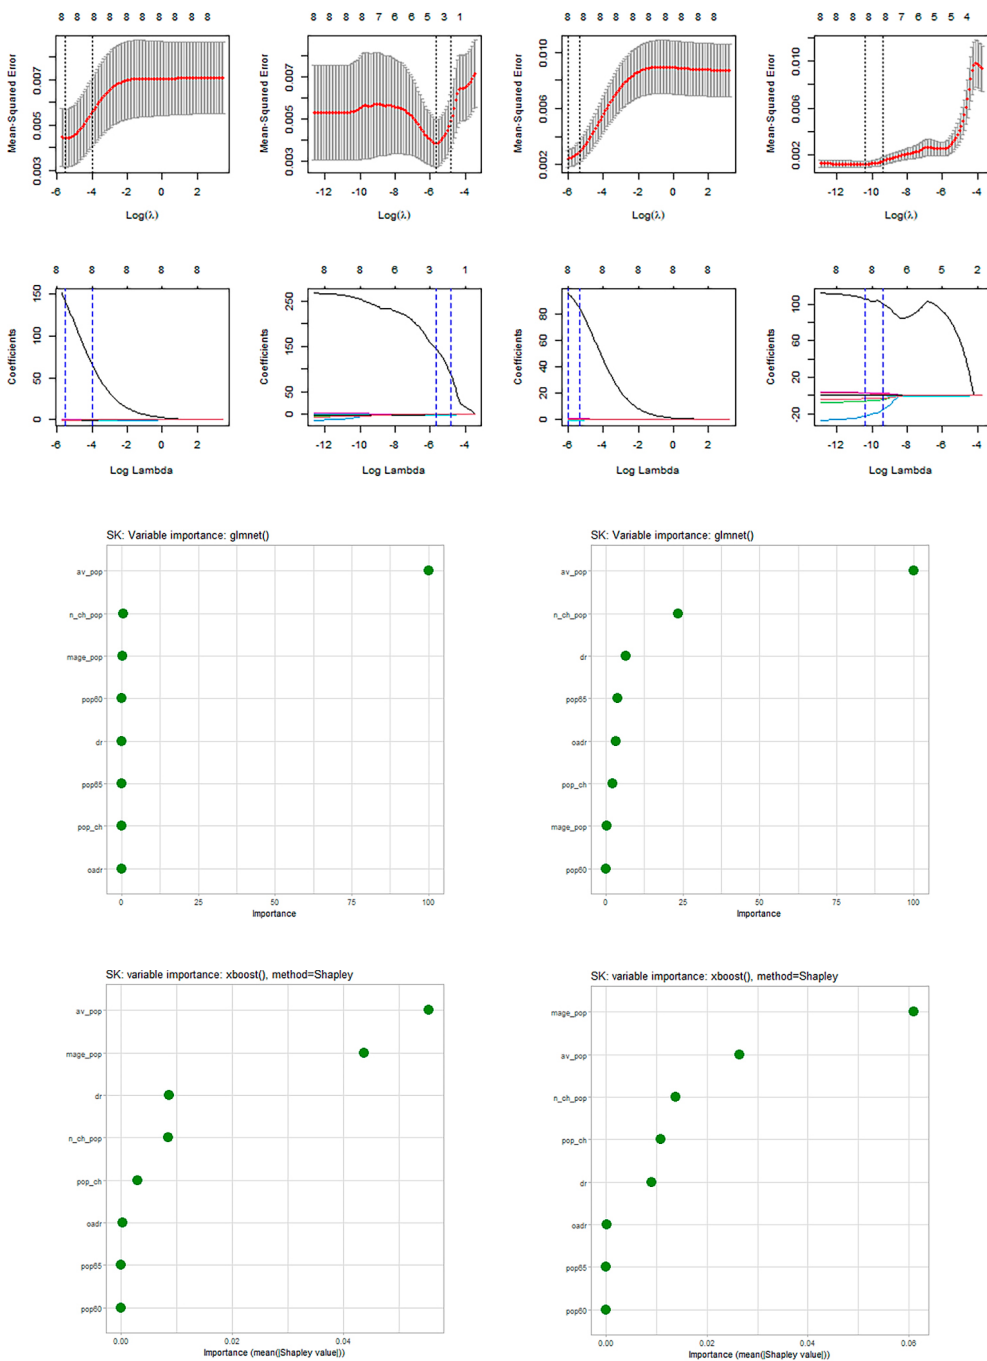 8 8 8 8 8 8 8 8 8
8 8 8 8 7 6 6 5 3 1
8 8 8 8 8 8 8 8 8
8 8 8 8 8 7 6 5 5 4
Mean-Squared Error
0.003 0.005 0.007
-6 -4 -2 0 2
Log(λ)
Mean-Squared Error
0.003 0.005 0.007
-12 -10 -8 -6 -4
Log(λ)
Mean-Squared Error
0.002 0.006 0.010
-6 -4 -2 0 2
Log(λ)
Mean-Squared Error
0.002 0.006 0.010
-12 -10 -8 -6 -4
Log(λ)
8 8 8 8 8
8 8 6 3 1
8 8 8 8 8
8 8 6 5 2
Coefficients
0 50 100 150
-6 -4 -2 0 2
Log Lambda
Coefficients
0 50 150 250
-12 -10 -8 -6 -4
Log Lambda
Coefficients
0 20 40 60 80
-6 -4 -2 0 2
Log Lambda
Coefficients
-20 20 60 100
-12 -10 -8 -6 -4
Log Lambda
SK: Variable importance: glmnet()
av_pop
n_ch_pop
mage_pop
pop60
dr
pop65
pop_ch
oadr
0 25 50 75 100
Importance
SK: Variable importance: glmnet()
av_pop
n_ch_pop
dr
pop65
oadr
pop_ch
mage_pop
pop60
0 25 50 75 100
Importance
SK: variable importance: xboost(), method=Shapley
av_pop
mage_pop
dr
n_ch_pop
pop_ch
oadr
pop65
pop60
0.00 0.02 0.04
Importance (mean(|Shapley value|))
SK: variable importance: xboost(), method=Shapley
mage_pop
av_pop
n_ch_pop
pop_ch
dr
oadr
pop65
pop60
0.00 0.02 0.04 0.06
Importance (mean(|Shapley value|))